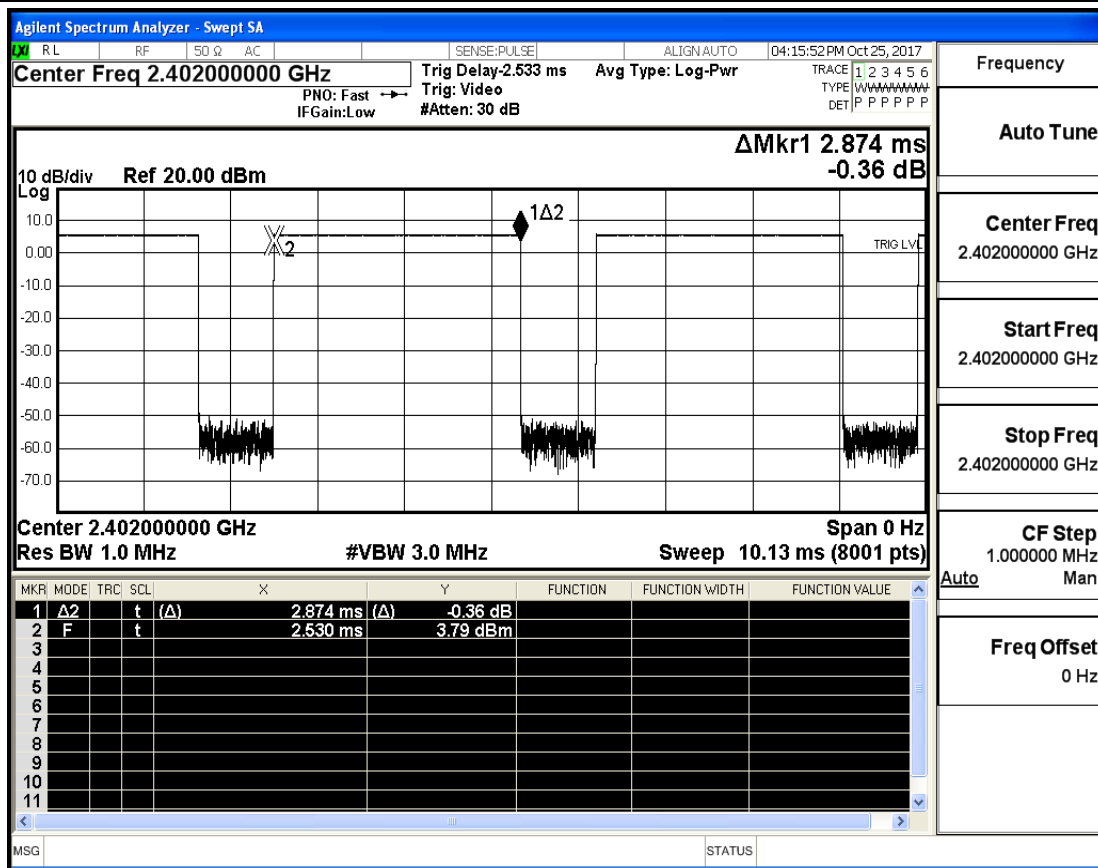 Agilent Spectrum Analyzer - Swept SA
LXI RL RF 50 Ω AC SENSE:PULSE ALIGN AUTO 04:15:52 PM Oct 25, 2017
Center Freq 2.402000000 GHz
PNO: Fast
IFGain:Low
Trig Delay-2.533 ms
Trig: Video
#Atten: 30 dB
Avg Type: Log-Pwr
TRACE 1 2 3 4 5 6
TYPE WWWWWW
DET P P P P P P
ΔMkr1 2.874 ms
-0.36 dB
10 dB/div Ref 20.00 dBm
Log
10.0
0.00
-10.0
-20.0
-30.0
-40.0
-50.0
-60.0
-70.0
1Δ2
2
TRIG LVL
Center 2.402000000 GHz Span 0 Hz
Res BW 1.0 MHz #VBW 3.0 MHz Sweep 10.13 ms (8001 pts)
MKR MODE TRC SCL X Y FUNCTION FUNCTION WIDTH FUNCTION VALUE
1 Δ2 t (Δ) 2.874 ms (Δ) -0.36 dB
2 F t 2.530 ms 3.79 dBm
3
4
5
6
7
8
9
10
11
MSG STATUS
Frequency
Auto Tune
Center Freq
2.402000000 GHz
Start Freq
2.402000000 GHz
Stop Freq
2.402000000 GHz
CF Step
1.000000 MHz
Auto Man
Freq Offset
0 Hz